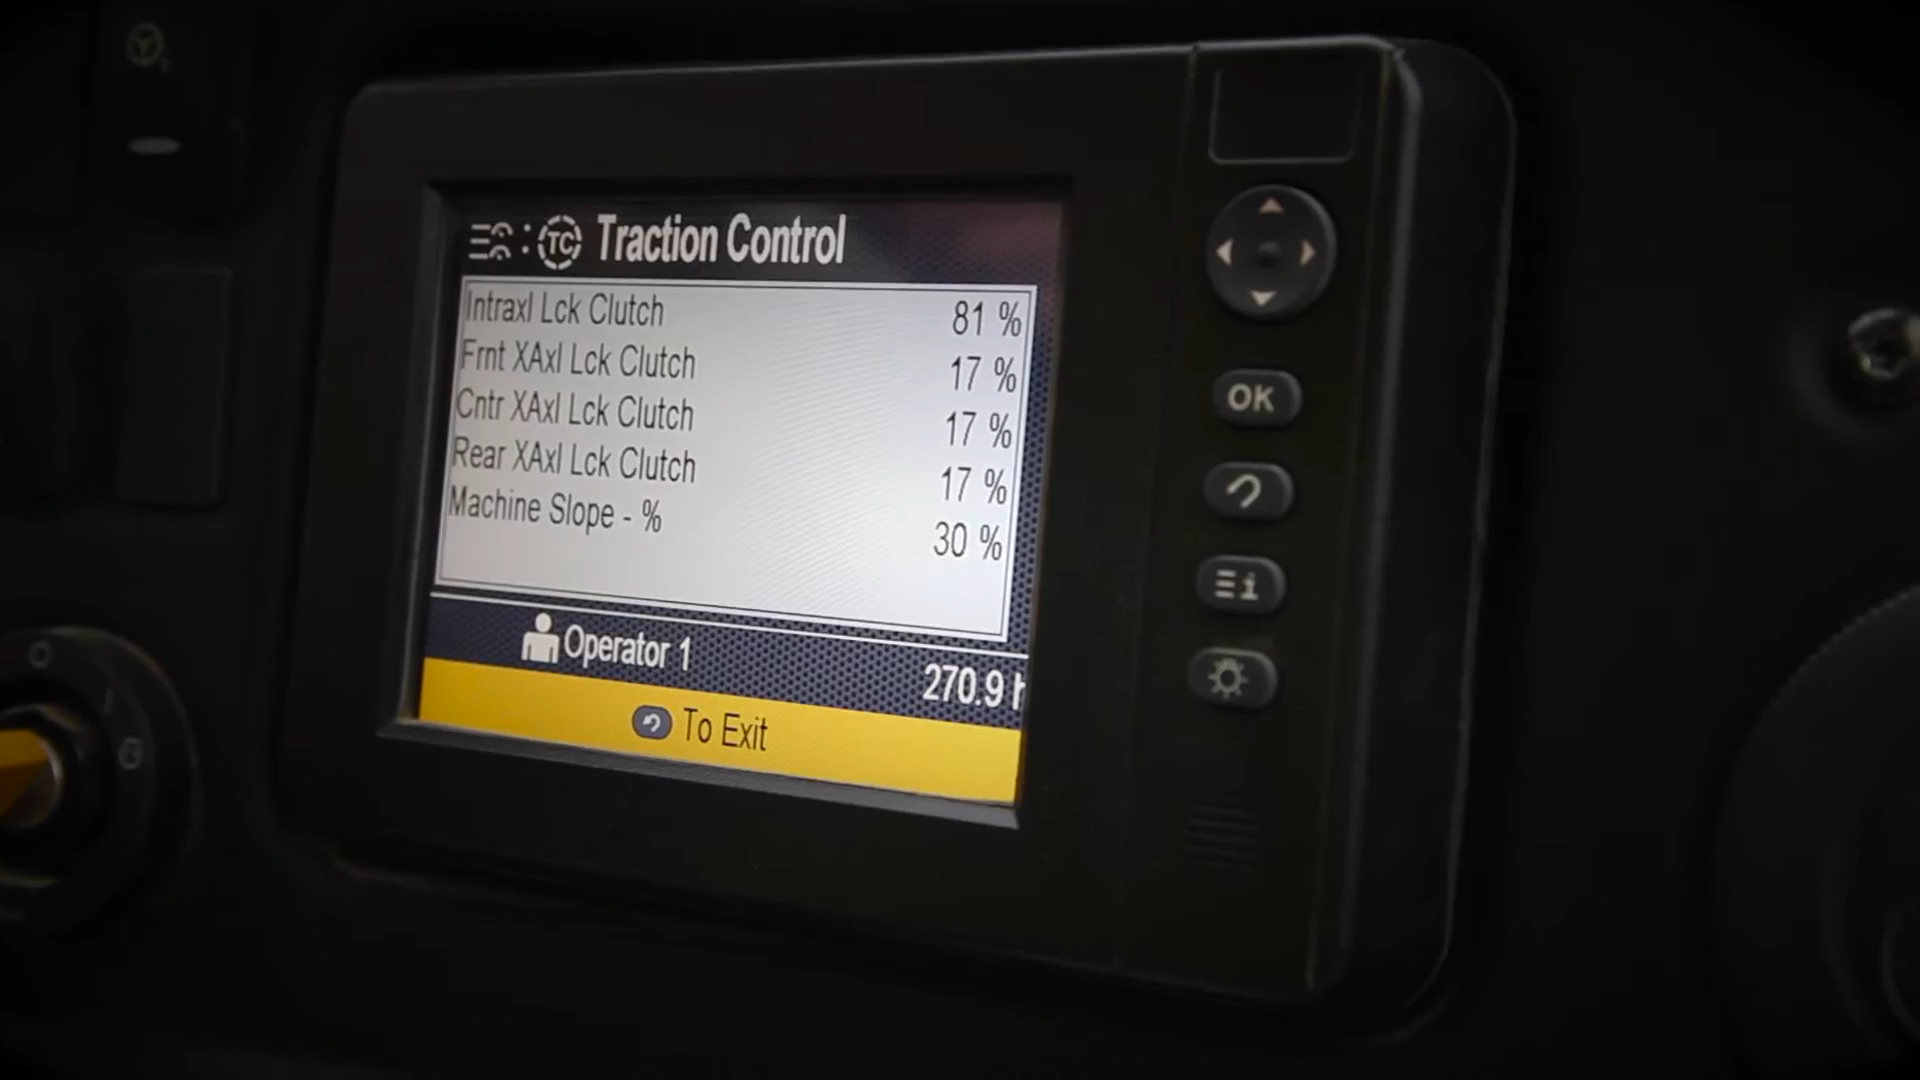 : TC Traction Control
Intraxl Lck Clutch 81 %
Frnt XAxl Lck Clutch 17 %
Cntr XAxl Lck Clutch 17 %
Rear XAxl Lck Clutch 17 %
Machine Slope - % 30 %
Operator 1 270.9 h
To Exit
OK
i